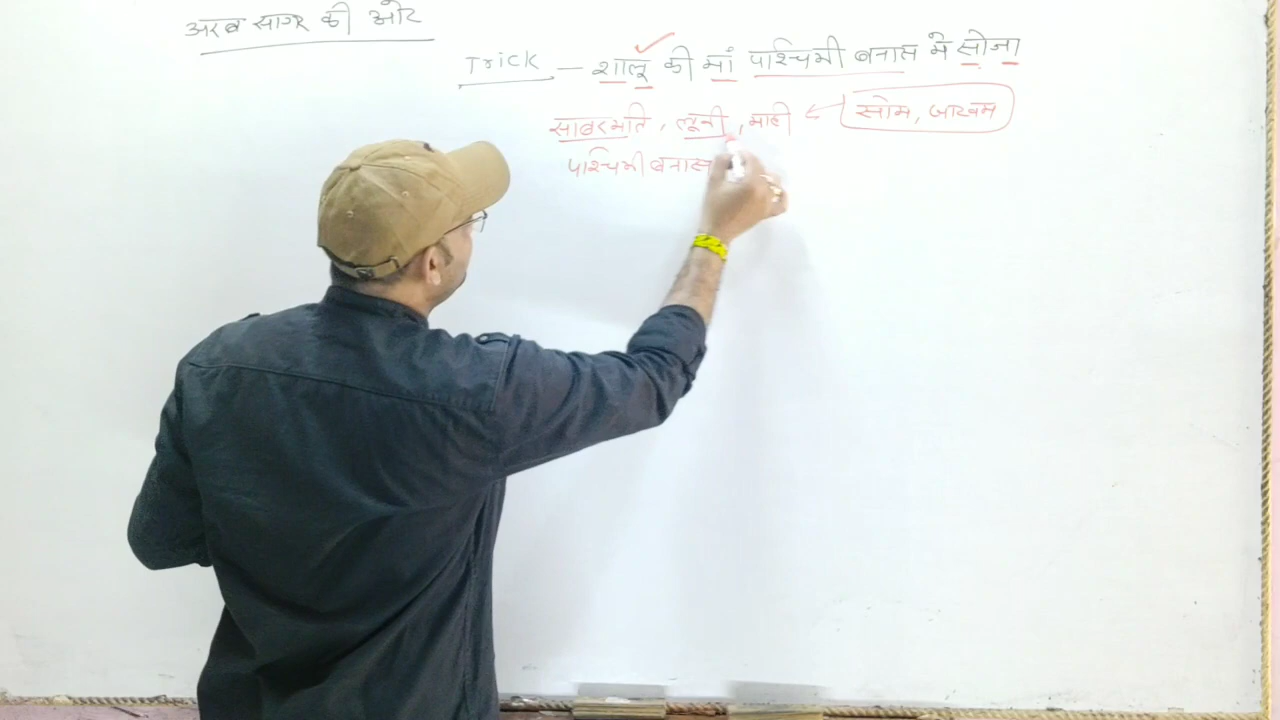 अरब सागर की ओर
Trick – शालू की मां पश्चिमी बनास मे सोजा
साबरमति, लूनी, माही ← सोम, जाखम
पश्चिमी बनास